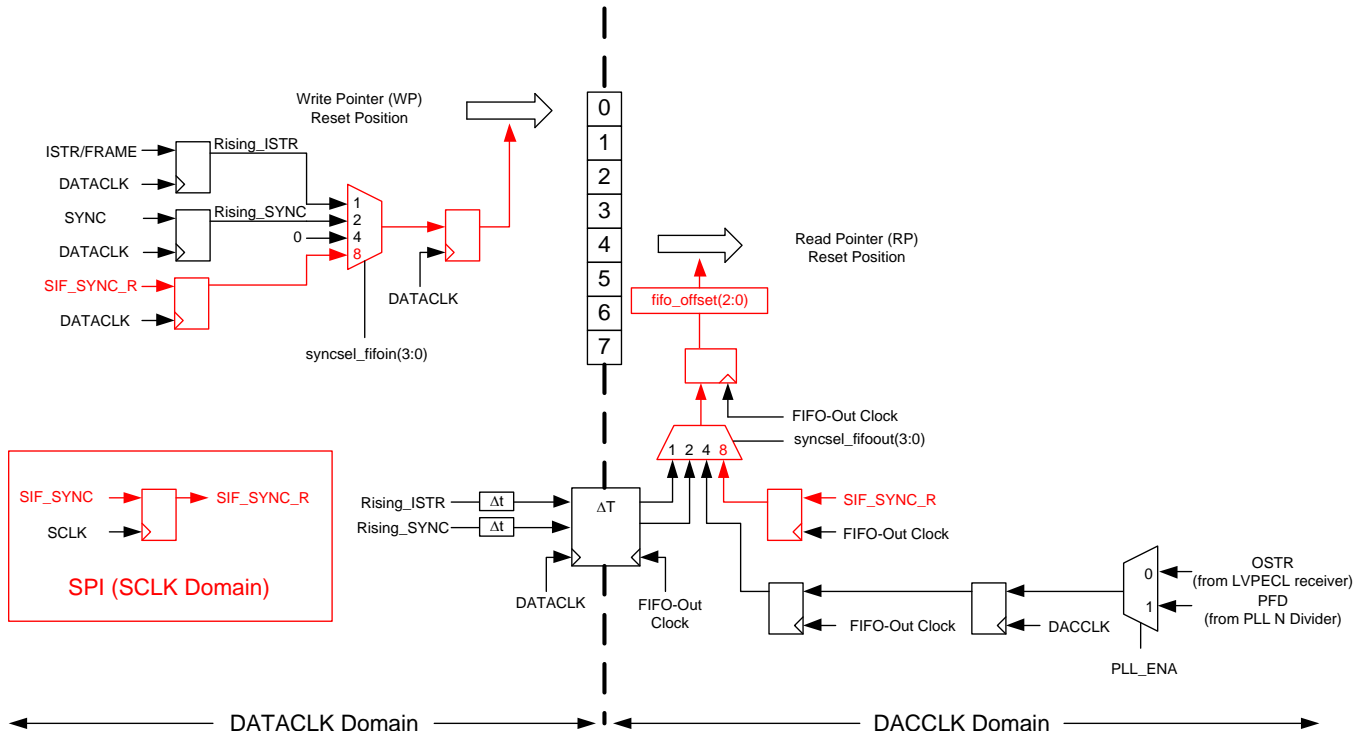 Write Pointer (WP)
Reset Position
ISTR/FRAME
Rising_ISTR
DATACLK
SYNC
Rising_SYNC
DATACLK
SIF_SYNC_R
DATACLK
1
2
0
4
8
DATACLK
syncsel_fifoin(3:0)
0
1
2
3
4
5
6
7
Read Pointer (RP)
Reset Position
fifo_offset(2:0)
FIFO-Out Clock
syncsel_fifoout(3:0)
1 2 4 8
SIF_SYNC
SIF_SYNC_R
SCLK
SPI (SCLK Domain)
Rising_ISTR
Δt
Rising_SYNC
Δt
ΔT
DATACLK
FIFO-Out
Clock
SIF_SYNC_R
FIFO-Out Clock
FIFO-Out Clock
DACCLK
0
1
OSTR
(from LVPECL receiver)
PFD
(from PLL N Divider)
PLL_ENA
DATACLK Domain
DACCLK Domain